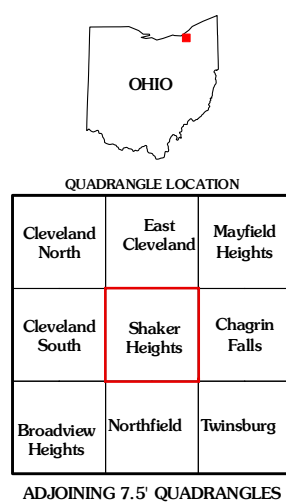 OHIO
QUADRANGLE LOCATION
Cleveland
North
East
Cleveland
Mayfield
Heights
Cleveland
South
Shaker
Heights
Chagrin
Falls
Broadview
Heights
Northfield
Twinsburg
ADJOINING 7.5' QUADRANGLES